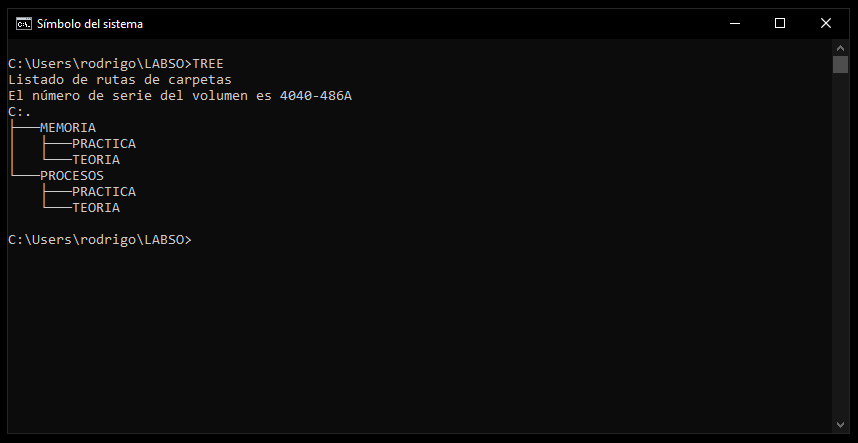 Símbolo del sistema
C:\Users\rodrigo\LABSO>TREE
Listado de rutas de carpetas
El número de serie del volumen es 4040-486A
C:.
├───MEMORIA
│   ├───PRACTICA
│   └───TEORIA
└───PROCESOS
    ├───PRACTICA
    └───TEORIA
C:\Users\rodrigo\LABSO>